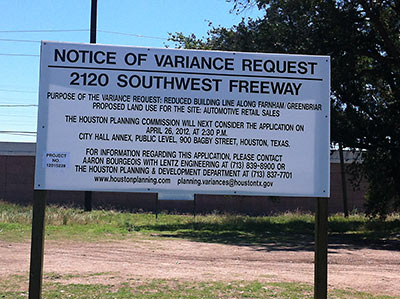 NOTICE OF VARIANCE REQUEST
2120 SOUTHWEST FREEWAY
PURPOSE OF THE VARIANCE REQUEST: REDUCED BUILDING LINE ALONG FARNHAM/GREENBRIAR
PROPOSED LAND USE FOR THE SITE: AUTOMOTIVE RETAIL SALES
THE HOUSTON PLANNING COMMISSION WILL NEXT CONSIDER THE APPLICATION ON
APRIL 26, 2012, AT 2:30 P.M.
CITY HALL ANNEX, PUBLIC LEVEL, 900 BAGBY STREET, HOUSTON, TEXAS.
FOR INFORMATION REGARDING THIS APPLICATION, PLEASE CONTACT
AARON BOURGEOIS WITH LENTZ ENGINEERING AT (713) 839-8900 OR
THE HOUSTON PLANNING & DEVELOPMENT DEPARTMENT AT (713) 837-7701
www.houstonplanning.com planning.variances@houstontx.gov
PROJECT
NO.